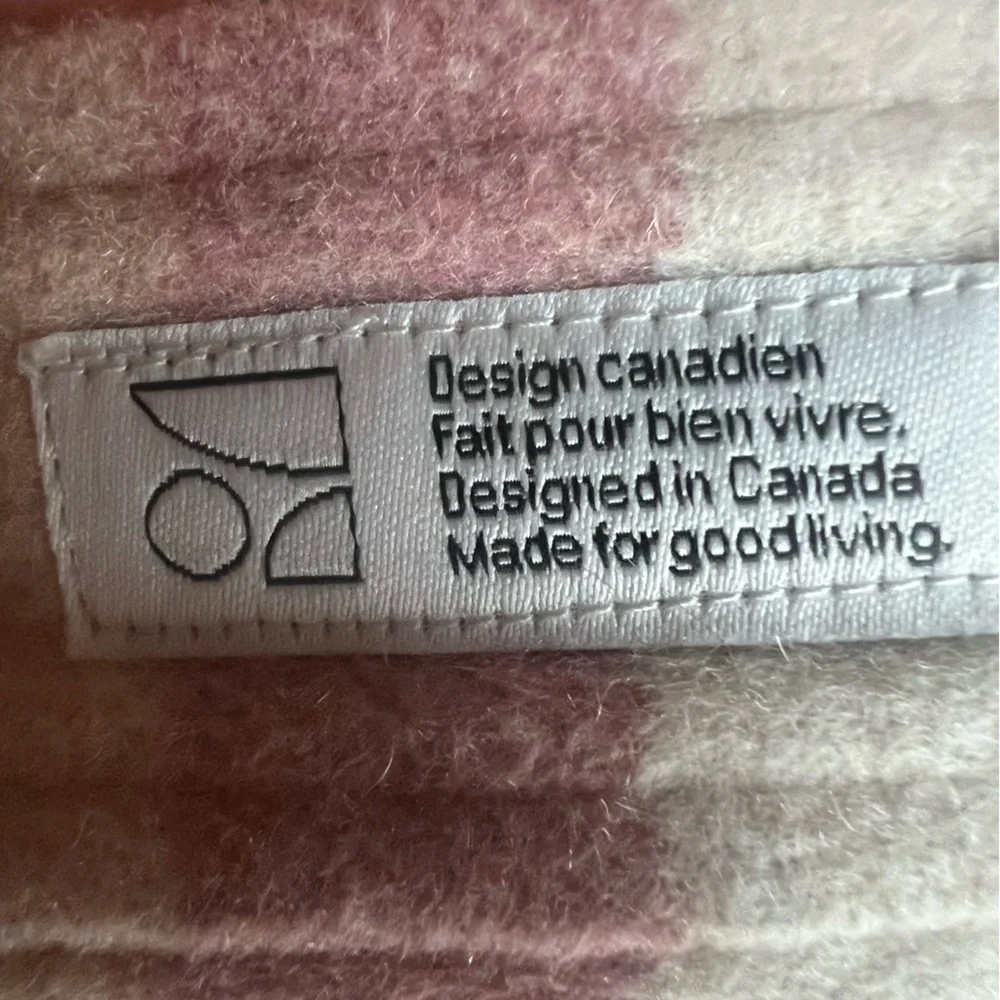 Design canadien
Fait pour bien vivre.
Designed in Canada
Made for good living.